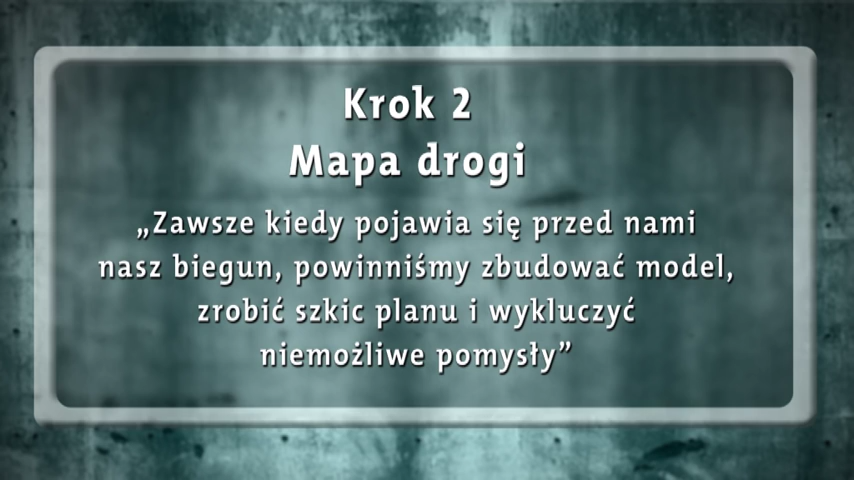 Krok 2
Mapa drogi
„Zawsze kiedy pojawia się przed nami
nasz biegun, powinniśmy zbudować model,
zrobić szkic planu i wykluczyć
niemożliwe pomysły”